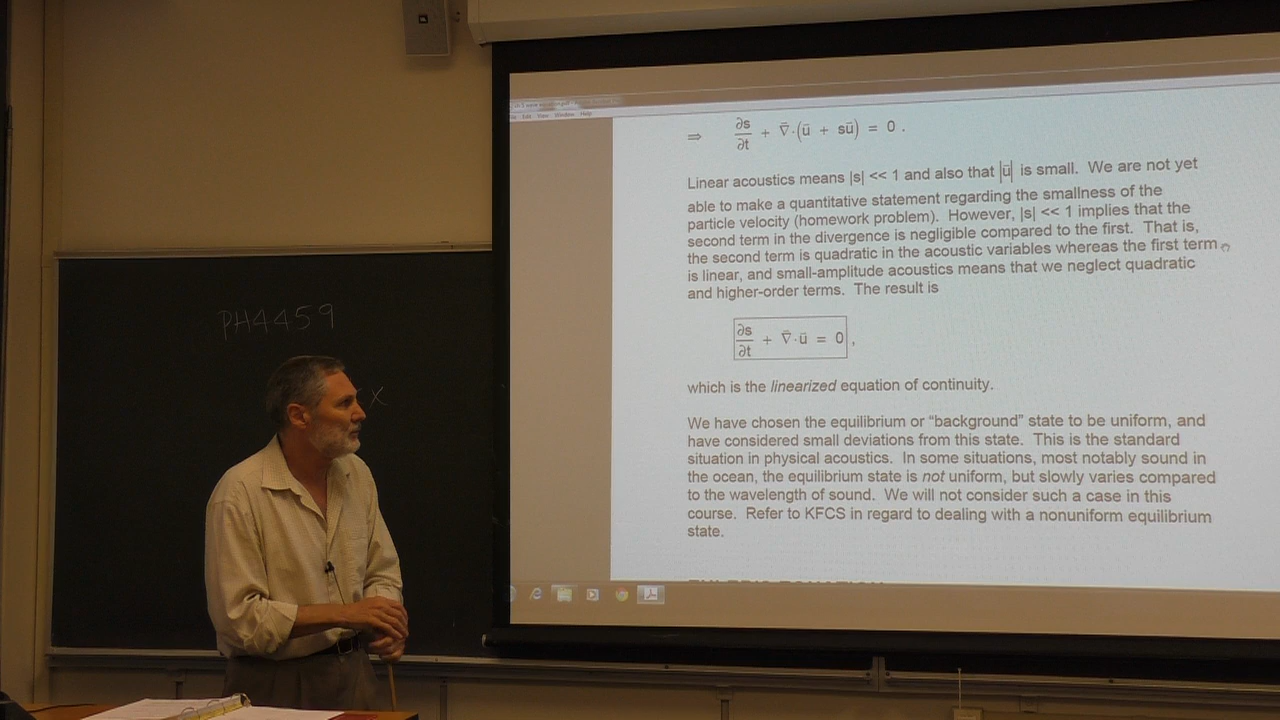 JBL
File Edit View Window Help
⇒ ∂s/∂t + ∇̄·(ū + sū) = 0 .
Linear acoustics means |s| << 1 and also that |ū| is small. We are not yet
able to make a quantitative statement regarding the smallness of the
particle velocity (homework problem). However, |s| << 1 implies that the
second term in the divergence is negligible compared to the first. That is,
the second term is quadratic in the acoustic variables whereas the first term
is linear, and small-amplitude acoustics means that we neglect quadratic
and higher-order terms. The result is
∂s/∂t + ∇̄·ū = 0 ,
which is the linearized equation of continuity.
We have chosen the equilibrium or “background” state to be uniform, and
have considered small deviations from this state. This is the standard
situation in physical acoustics. In some situations, most notably sound in
the ocean, the equilibrium state is not uniform, but slowly varies compared
to the wavelength of sound. We will not consider such a case in this
course. Refer to KFCS in regard to dealing with a nonuniform equilibrium
state.
PH4459
x